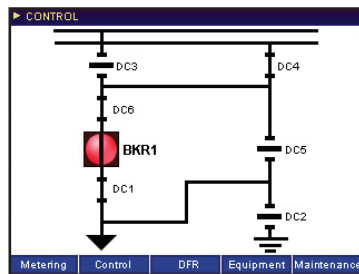 CONTROL
DC3
DC4
DC6
BKR1
DC5
DC1
DC2
Metering
Control
DFR
Equipment
Maintenance